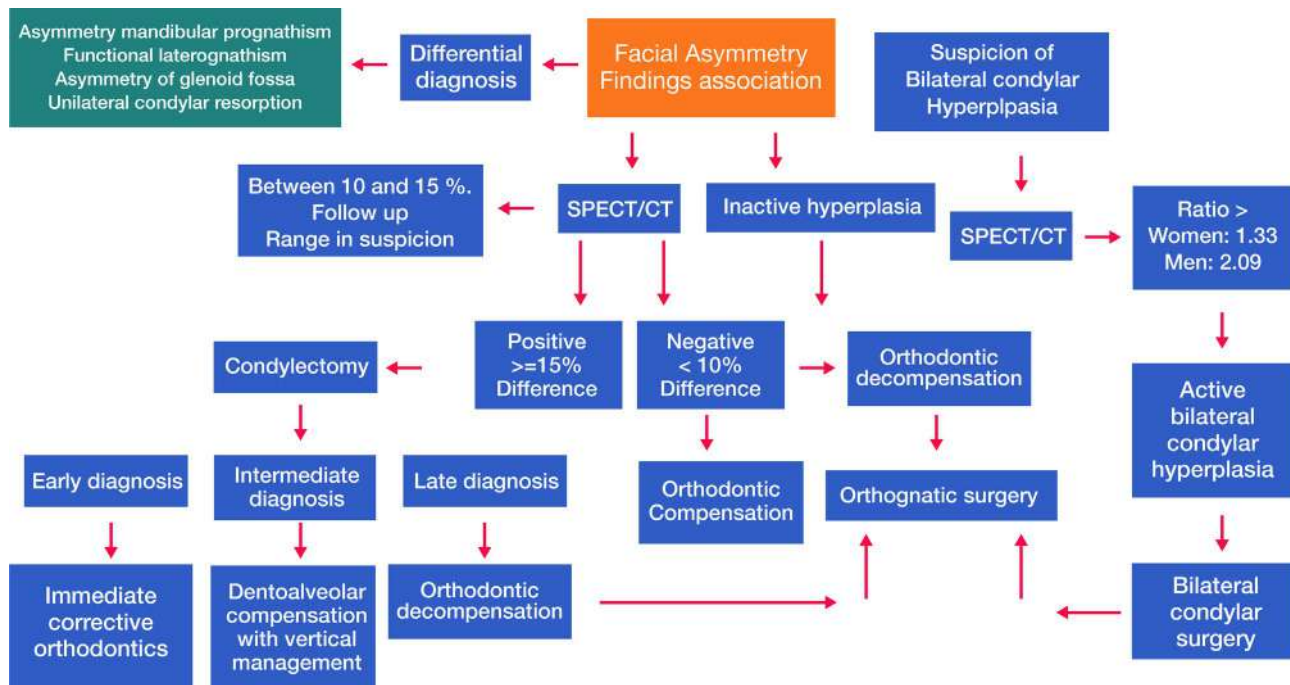 Asymmetry mandibular prognathism
Functional laterognathism
Asymmetry of glenoid fossa
Unilateral condylar resorption
Differential
diagnosis
Facial Asymmetry
Findings association
Suspicion of
Bilateral condylar
Hyperplpasia
Between 10 and 15 %.
Follow up
Range in suspicion
SPECT/CT
Inactive hyperplasia
SPECT/CT
Ratio >
Women: 1.33
Men: 2.09
Condylectomy
Positive
>=15%
Difference
Negative
< 10%
Difference
Orthodontic
decompensation
Active
bilateral
condylar
hyperplasia
Early diagnosis
Intermediate
diagnosis
Late diagnosis
Orthodontic
Compensation
Orthognatic surgery
Immediate
corrective
orthodontics
Dentoalveolar
compensation
with vertical
management
Orthodontic
decompensation
Bilateral
condylar
surgery